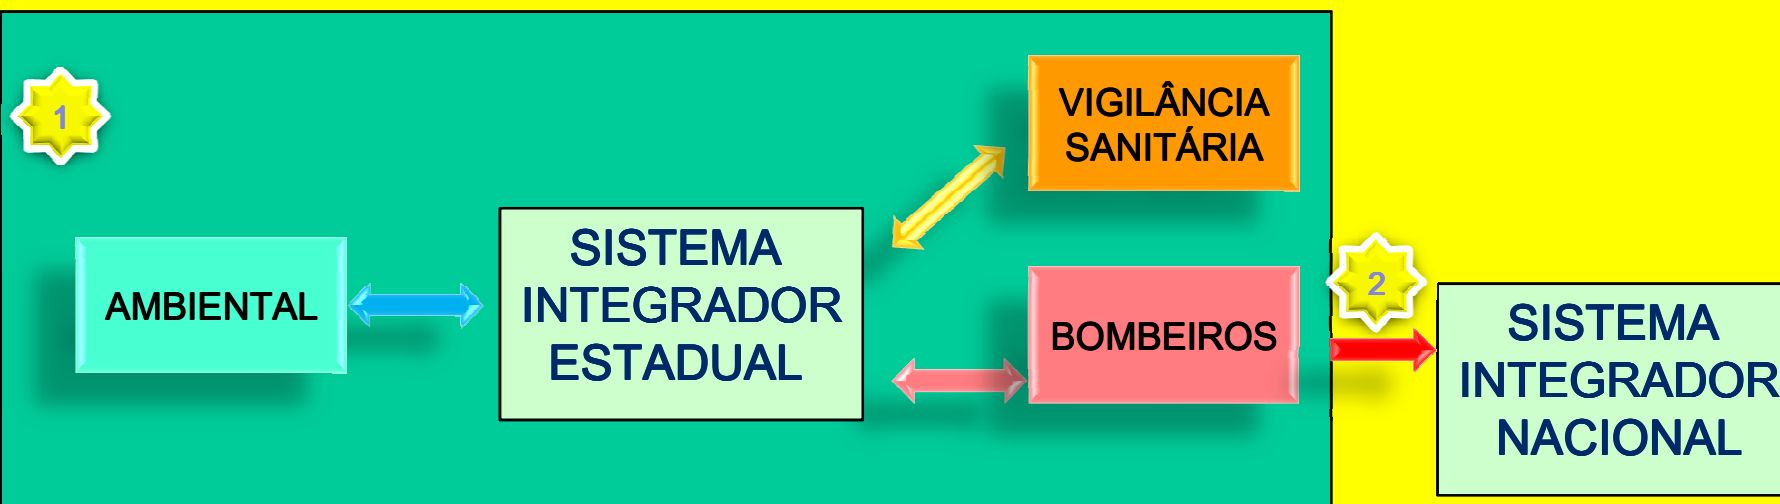 1
VIGILÂNCIA
SANITÁRIA
AMBIENTAL
SISTEMA
INTEGRADOR
ESTADUAL
BOMBEIROS
2
SISTEMA
INTEGRADOR
NACIONAL